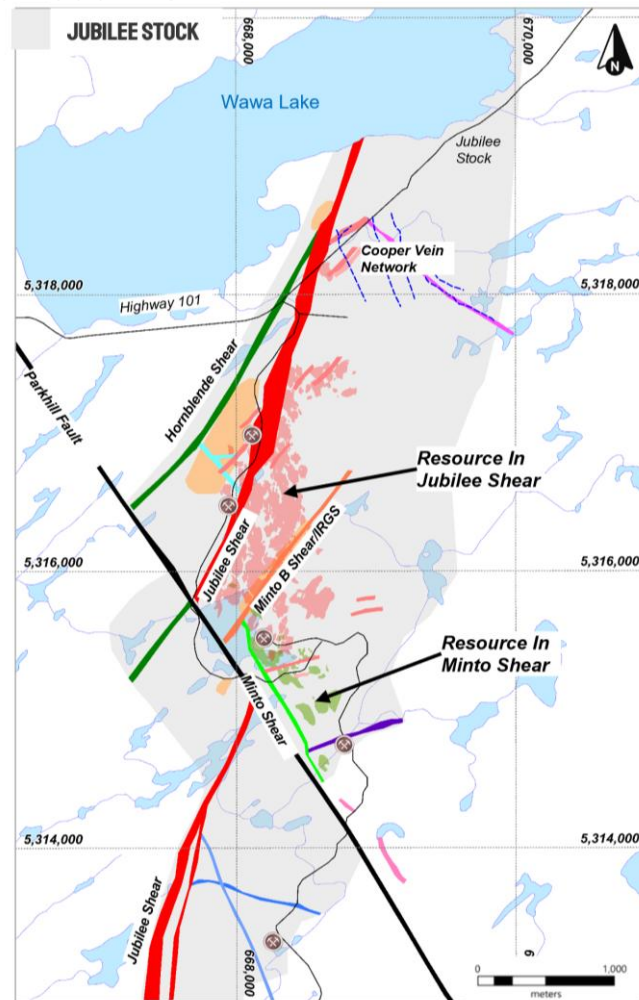 JUBILEE STOCK
668,000
670,000
N
Wawa Lake
Jubilee
Stock
Cooper Vein
Network
5,318,000
5,318,000
Highway 101
Hornblende Shear
Parkhill Fault
Resource In
Jubilee Shear
Jubilee Shear
Minto B Shear/IRGS
5,316,000
5,316,000
Resource In
Minto Shear
Minto Shear
5,314,000
5,314,000
Jubilee Shear
668,000
6
0
1,000
meters